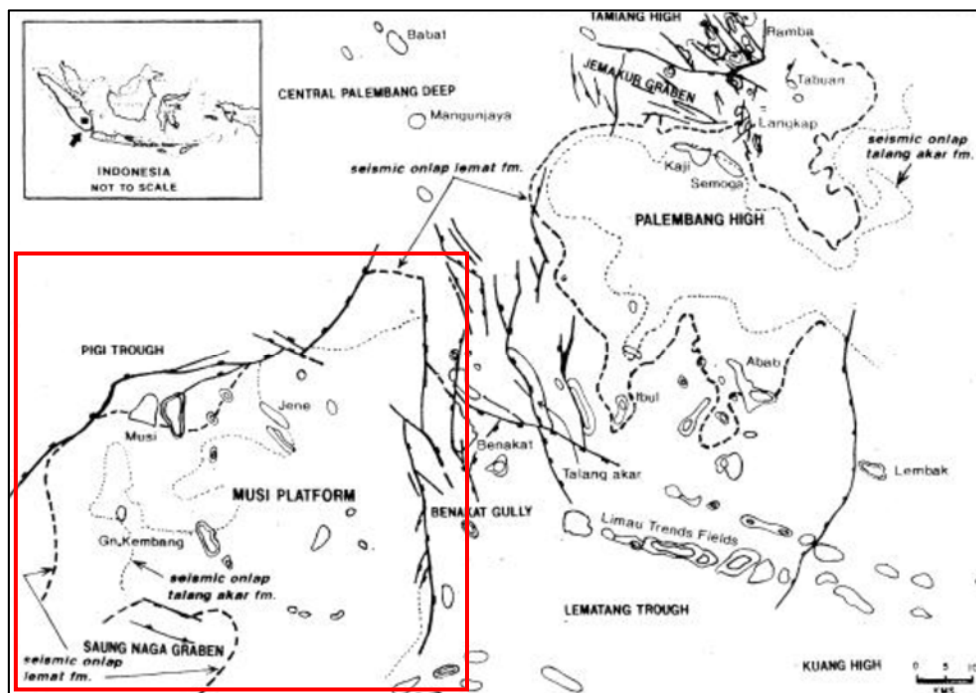 TAMIANG HIGH
Ramba
Babat
JEMAKUR GRABEN
Tabuan
CENTRAL PALEMBANG DEEP
Mangunjaya
Langkap
INDONESIA
NOT TO SCALE
seismic onlap lemat fm.
Kaji
Semoga
seismic onlap
talang akar fm.
PALEMBANG HIGH
PIGI TROUGH
Abab
Jene
Ibul
Musi
Benakat
Talang akar
Lembak
MUSI PLATFORM
BENAKAT GULLY
Limau Trends Fields
Gn.Kembang
seismic onlap
talang akar fm.
LEMATANG TROUGH
SAUNG NAGA GRABEN
seismic onlap
lemat fm.
KUANG HIGH
0 5 10
KMS